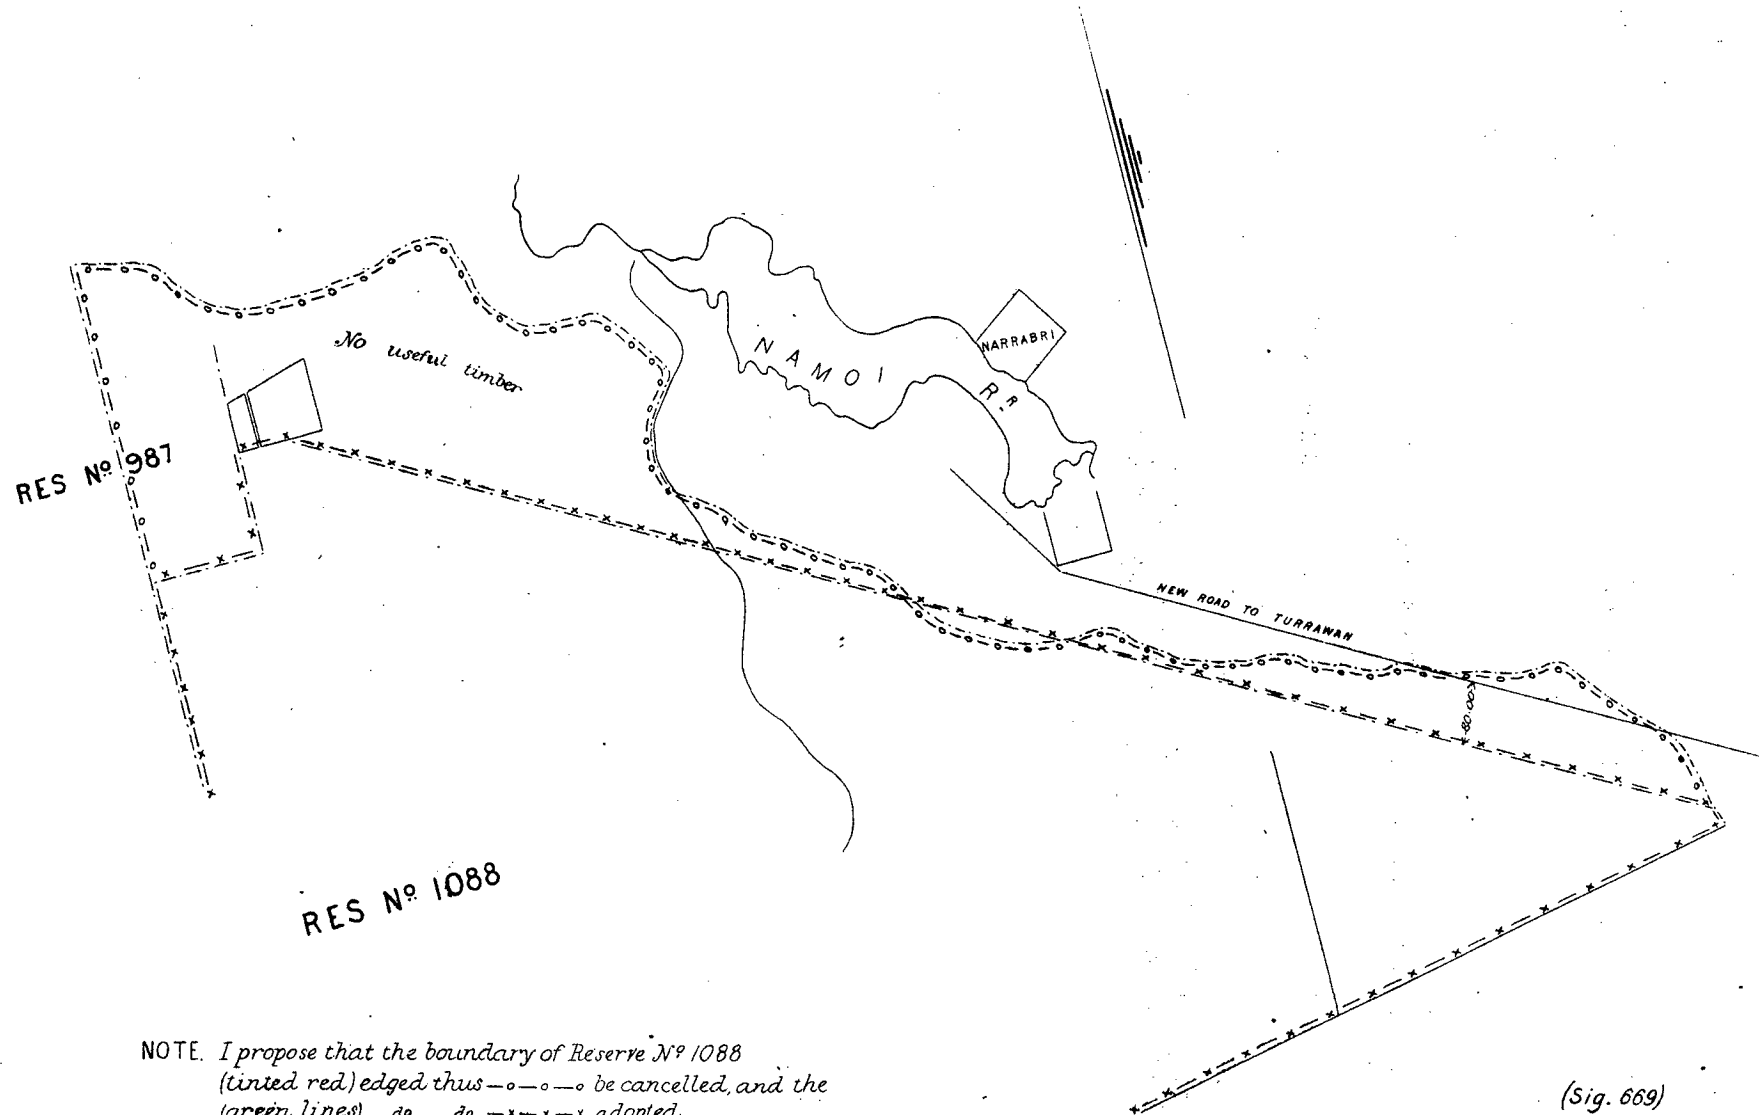 NARRABRI
No useful timber
NAMOI Rr
RES No 987
NEW ROAD TO TURRAWAN
80.00
RES No 1088
NOTE. I propose that the boundary of Reserve No 1088
(tinted red) edged thus —o—o—o be cancelled, and the
(green lines) do do —x—x—x adopted.
(Sig. 669)